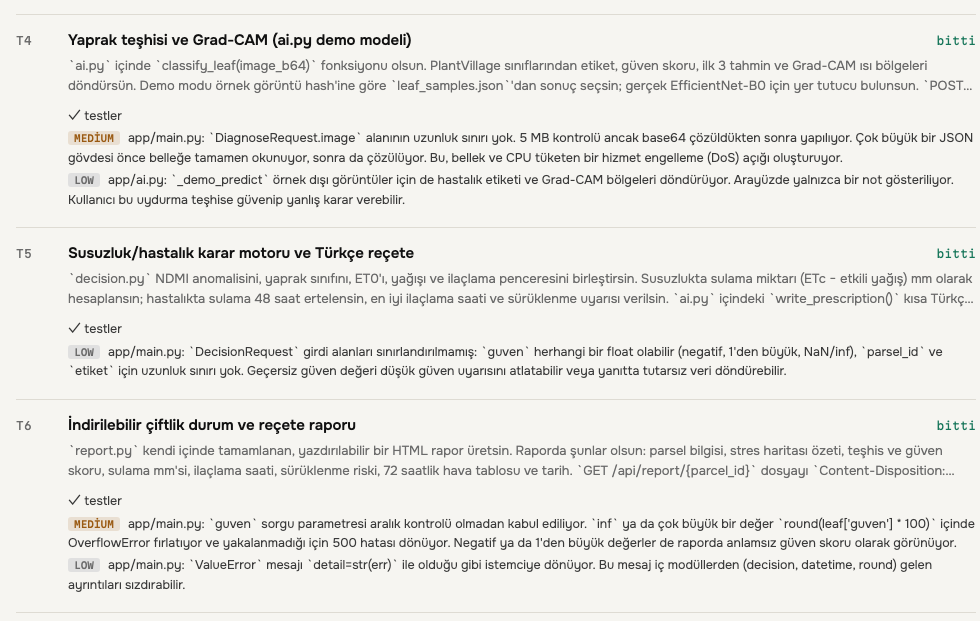 T4 Yaprak teşhisi ve Grad-CAM (ai.py demo modeli) bitti
`ai.py` içinde `classify_leaf(image_b64)` fonksiyonu olsun. PlantVillage sınıflarından etiket, güven skoru, ilk 3 tahmin ve Grad-CAM ısı bölgeleri
döndürsün. Demo modu örnek görüntü hash'ine göre `leaf_samples.json`'dan sonuç seçsin; gerçek EfficientNet-B0 için yer tutucu bulunsun. `POST...
✓ testler
MEDİUM app/main.py: `DiagnoseRequest.image` alanının uzunluk sınırı yok. 5 MB kontrolü ancak base64 çözüldükten sonra yapılıyor. Çok büyük bir JSON
gövdesi önce belleğe tamamen okunuyor, sonra da çözülüyor. Bu, bellek ve CPU tüketen bir hizmet engelleme (DoS) açığı oluşturuyor.
LOW app/ai.py: `_demo_predict` örnek dışı görüntüler için de hastalık etiketi ve Grad-CAM bölgeleri döndürüyor. Arayüzde yalnızca bir not gösteriliyor.
Kullanıcı bu uydurma teşhise güvenip yanlış karar verebilir.
T5 Susuzluk/hastalık karar motoru ve Türkçe reçete bitti
`decision.py` NDMI anomalisini, yaprak sınıfını, ET0'ı, yağışı ve ilaçlama penceresini birleştirsin. Susuzlukta sulama miktarı (ETc - etkili yağış) mm olarak
hesaplansın; hastalıkta sulama 48 saat ertelensin, en iyi ilaçlama saati ve sürüklenme uyarısı verilsin. `ai.py` içindeki `write_prescription()` kısa Türkç...
✓ testler
LOW app/main.py: `DecisionRequest` girdi alanları sınırlandırılmamış: `guven` herhangi bir float olabilir (negatif, 1'den büyük, NaN/inf), `parsel_id` ve
`etiket` için uzunluk sınırı yok. Geçersiz güven değeri düşük güven uyarısını atlatabilir veya yanıtta tutarsız veri döndürebilir.
T6 İndirilebilir çiftlik durum ve reçete raporu bitti
`report.py` kendi içinde tamamlanan, yazdırılabilir bir HTML rapor üretsin. Raporda şunlar olsun: parsel bilgisi, stres haritası özeti, teşhis ve güven
skoru, sulama mm'si, ilaçlama saati, sürüklenme riski, 72 saatlik hava tablosu ve tarih. `GET /api/report/{parcel_id}` dosyayı `Content-Disposition:...
✓ testler
MEDİUM app/main.py: `guven` sorgu parametresi aralık kontrolü olmadan kabul ediliyor. `inf` ya da çok büyük bir değer `round(leaf['guven'] * 100)` içinde
OverflowError fırlatıyor ve yakalanmadığı için 500 hatası dönüyor. Negatif ya da 1'den büyük değerler de raporda anlamsız güven skoru olarak görünüyor.
LOW app/main.py: `ValueError` mesajı `detail=str(err)` ile olduğu gibi istemciye dönüyor. Bu mesaj iç modüllerden (decision, datetime, round) gelen
ayrıntıları sızdırabilir.